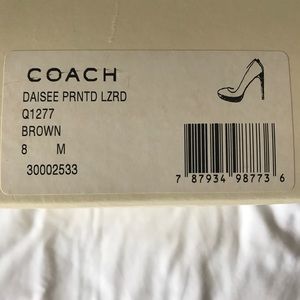 COACH
DAISEE PRNTD LZRD
Q1277
BROWN
8 M
30002533
7 87934 98773 6